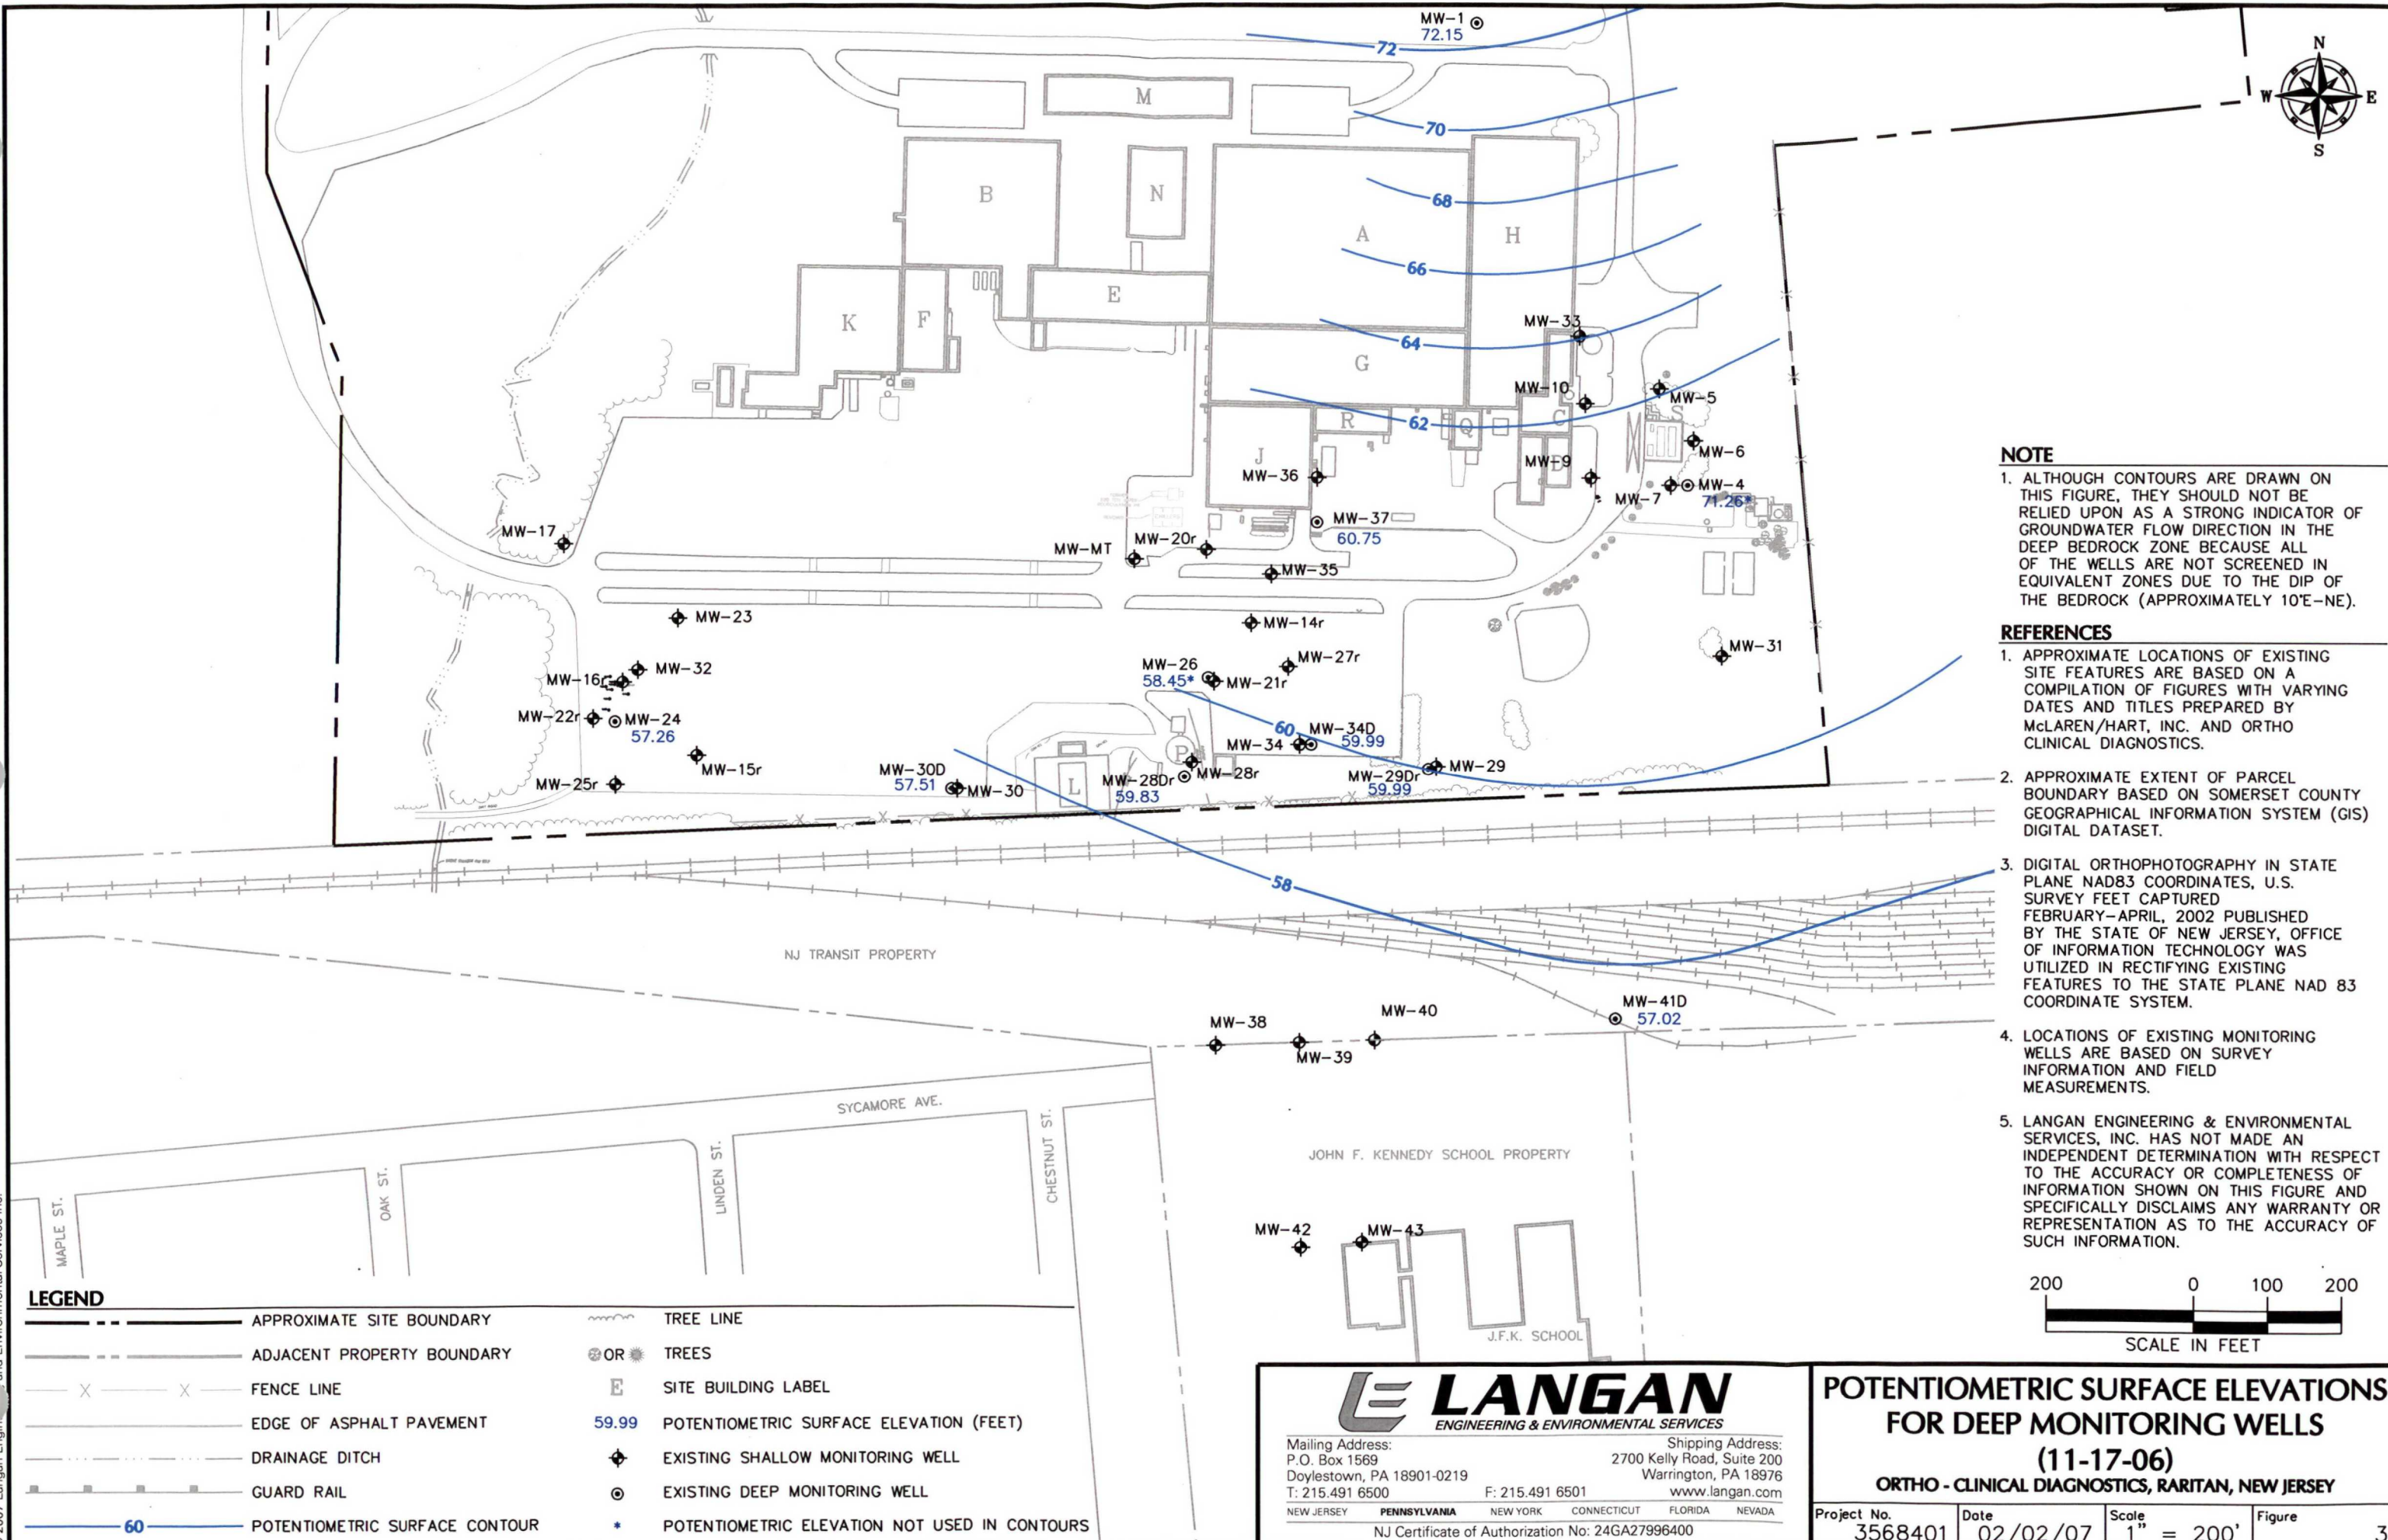 MW-1
72.15
72
N
W
E
S
M
70
B
N
68
A
H
66
E
K
F
MW-33
64
G
MW-10
MW-5
62
R
Q
C
S
J
MW-6
MW-36
MW-9
D
MW-7
MW-4
71.26*
MW-37
60.75
MW-17
MW-MT
MW-20r
MW-35
MW-23
MW-14r
MW-31
MW-26
58.45*
MW-27r
MW-21r
MW-32
MW-16r
MW-22r
MW-24
57.26
60
MW-34D
59.99
MW-34
P
MW-15r
MW-25r
MW-30D
57.51
MW-30
L
MW-28Dr
59.83
MW-28r
MW-29Dr
59.99
MW-29
58
NJ TRANSIT PROPERTY
MW-41D
57.02
MW-38
MW-39
MW-40
SYCAMORE AVE.
MAPLE ST.
OAK ST.
LINDEN ST.
CHESTNUT ST.
JOHN F. KENNEDY SCHOOL PROPERTY
MW-42
MW-43
J.F.K. SCHOOL
NOTE
1. ALTHOUGH CONTOURS ARE DRAWN ON
THIS FIGURE, THEY SHOULD NOT BE
RELIED UPON AS A STRONG INDICATOR OF
GROUNDWATER FLOW DIRECTION IN THE
DEEP BEDROCK ZONE BECAUSE ALL
OF THE WELLS ARE NOT SCREENED IN
EQUIVALENT ZONES DUE TO THE DIP OF
THE BEDROCK (APPROXIMATELY 10°E-NE).
REFERENCES
1. APPROXIMATE LOCATIONS OF EXISTING
SITE FEATURES ARE BASED ON A
COMPILATION OF FIGURES WITH VARYING
DATES AND TITLES PREPARED BY
McLAREN/HART, INC. AND ORTHO
CLINICAL DIAGNOSTICS.
2. APPROXIMATE EXTENT OF PARCEL
BOUNDARY BASED ON SOMERSET COUNTY
GEOGRAPHICAL INFORMATION SYSTEM (GIS)
DIGITAL DATASET.
3. DIGITAL ORTHOPHOTOGRAPHY IN STATE
PLANE NAD83 COORDINATES, U.S.
SURVEY FEET CAPTURED
FEBRUARY-APRIL, 2002 PUBLISHED
BY THE STATE OF NEW JERSEY, OFFICE
OF INFORMATION TECHNOLOGY WAS
UTILIZED IN RECTIFYING EXISTING
FEATURES TO THE STATE PLANE NAD 83
COORDINATE SYSTEM.
4. LOCATIONS OF EXISTING MONITORING
WELLS ARE BASED ON SURVEY
INFORMATION AND FIELD
MEASUREMENTS.
5. LANGAN ENGINEERING & ENVIRONMENTAL
SERVICES, INC. HAS NOT MADE AN
INDEPENDENT DETERMINATION WITH RESPECT
TO THE ACCURACY OR COMPLETENESS OF
INFORMATION SHOWN ON THIS FIGURE AND
SPECIFICALLY DISCLAIMS ANY WARRANTY OR
REPRESENTATION AS TO THE ACCURACY OF
SUCH INFORMATION.
200 0 100 200
SCALE IN FEET
LEGEND
APPROXIMATE SITE BOUNDARY
ADJACENT PROPERTY BOUNDARY
X X FENCE LINE
EDGE OF ASPHALT PAVEMENT
DRAINAGE DITCH
GUARD RAIL
60 POTENTIOMETRIC SURFACE CONTOUR
TREE LINE
OR TREES
E SITE BUILDING LABEL
59.99 POTENTIOMETRIC SURFACE ELEVATION (FEET)
EXISTING SHALLOW MONITORING WELL
EXISTING DEEP MONITORING WELL
* POTENTIOMETRIC ELEVATION NOT USED IN CONTOURS
LANGAN
ENGINEERING & ENVIRONMENTAL SERVICES
Mailing Address:
P.O. Box 1569
Doylestown, PA 18901-0219
T: 215.491 6500
Shipping Address:
2700 Kelly Road, Suite 200
Warrington, PA 18976
F: 215.491 6501 www.langan.com
NEW JERSEY PENNSYLVANIA NEW YORK CONNECTICUT FLORIDA NEVADA
NJ Certificate of Authorization No: 24GA27996400
POTENTIOMETRIC SURFACE ELEVATIONS
FOR DEEP MONITORING WELLS
(11-17-06)
ORTHO - CLINICAL DIAGNOSTICS, RARITAN, NEW JERSEY
Project No. Date Scale Figure
3568401 02/02/07 1" = 200' 3